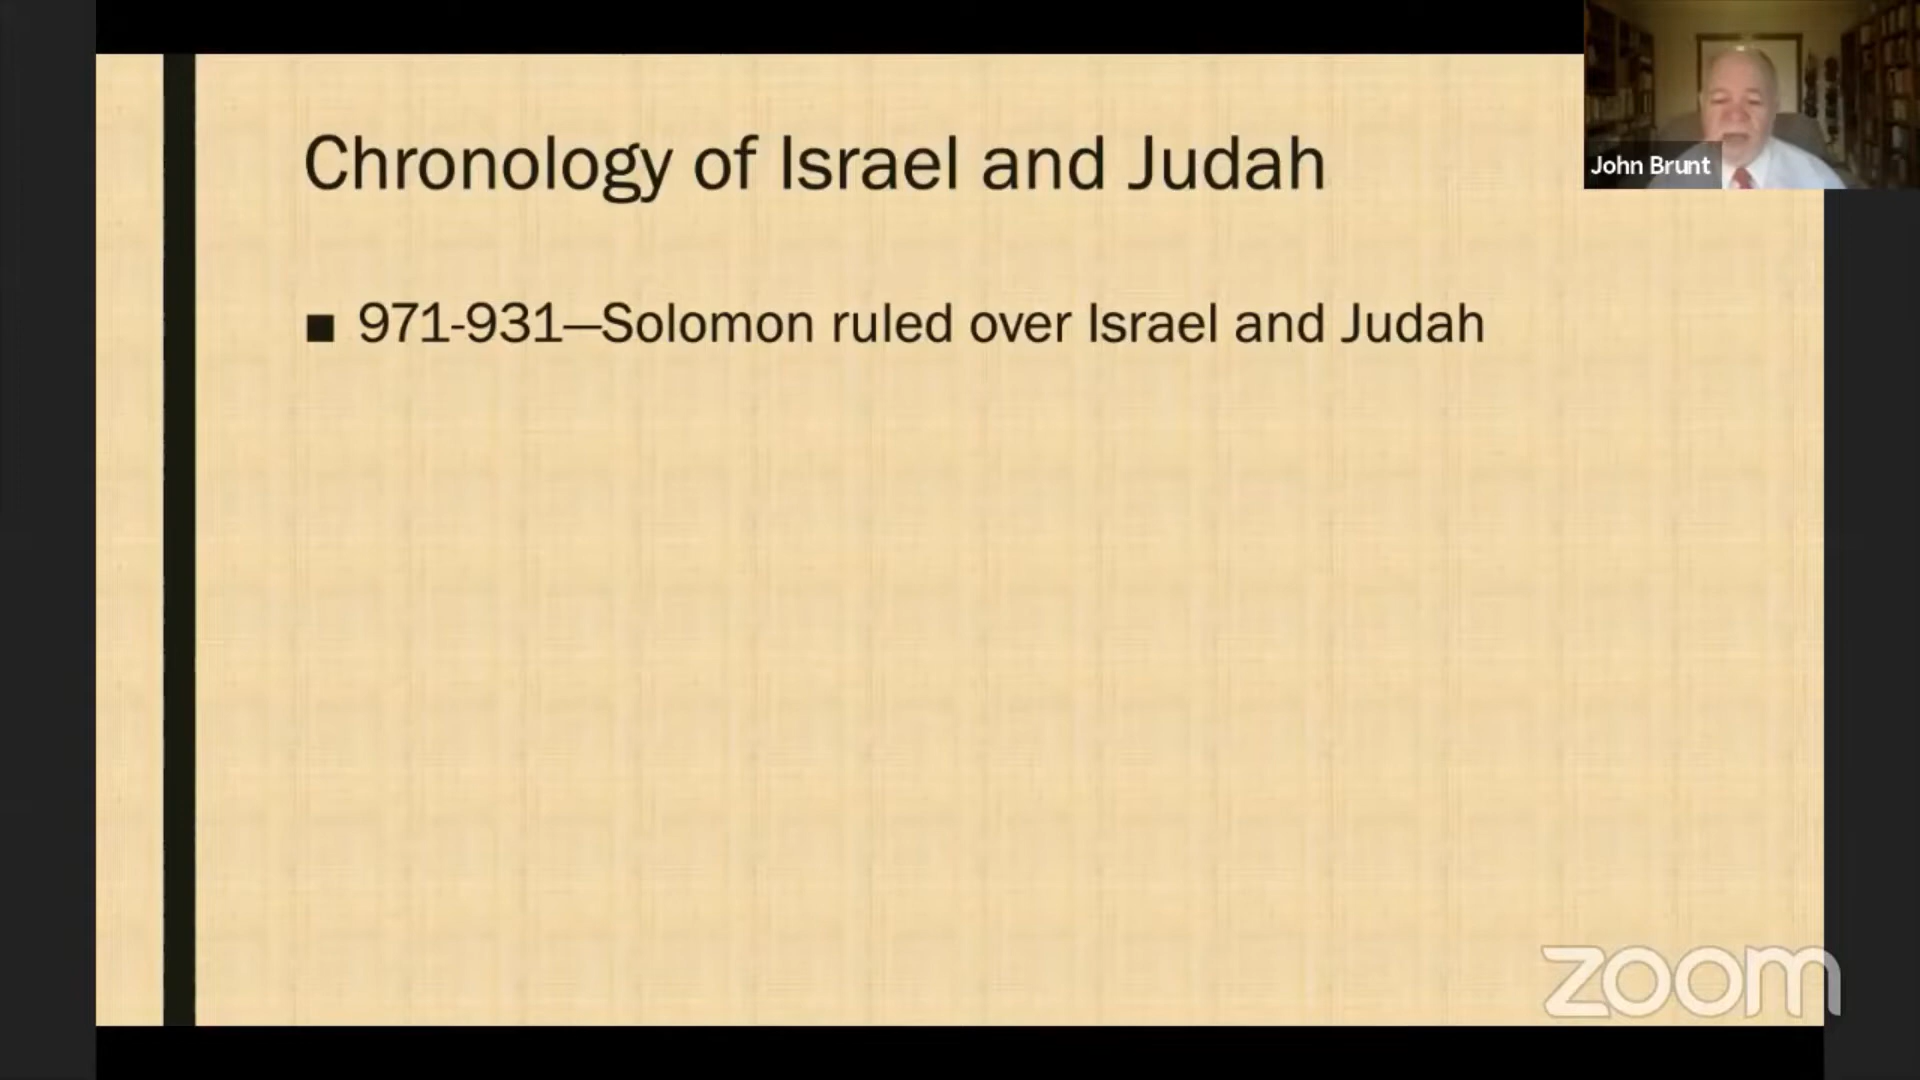 Chronology of Israel and Judah
John Brunt
■ 971-931—Solomon ruled over Israel and Judah
zoom